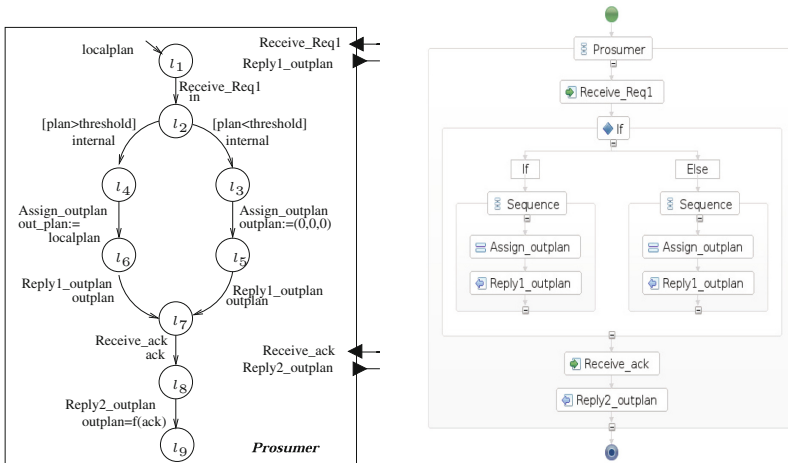 localplan
l1
Receive_Req1
in
l2
[plan>threshold]
internal
[plan<threshold]
internal
l4
l3
Assign_outplan
out_plan:=
localplan
Assign_outplan
outplan:=(0,0,0)
l6
l5
Reply1_outplan
outplan
Reply1_outplan
outplan
l7
Receive_ack
ack
l8
Reply2_outplan
outplan=f(ack)
l9
Prosumer
Receive_Req1
Reply1_outplan
Receive_ack
Reply2_outplan
Prosumer
Receive_Req1
If
If
Else
Sequence
Sequence
Assign_outplan
Assign_outplan
Reply1_outplan
Reply1_outplan
Receive_ack
Reply2_outplan